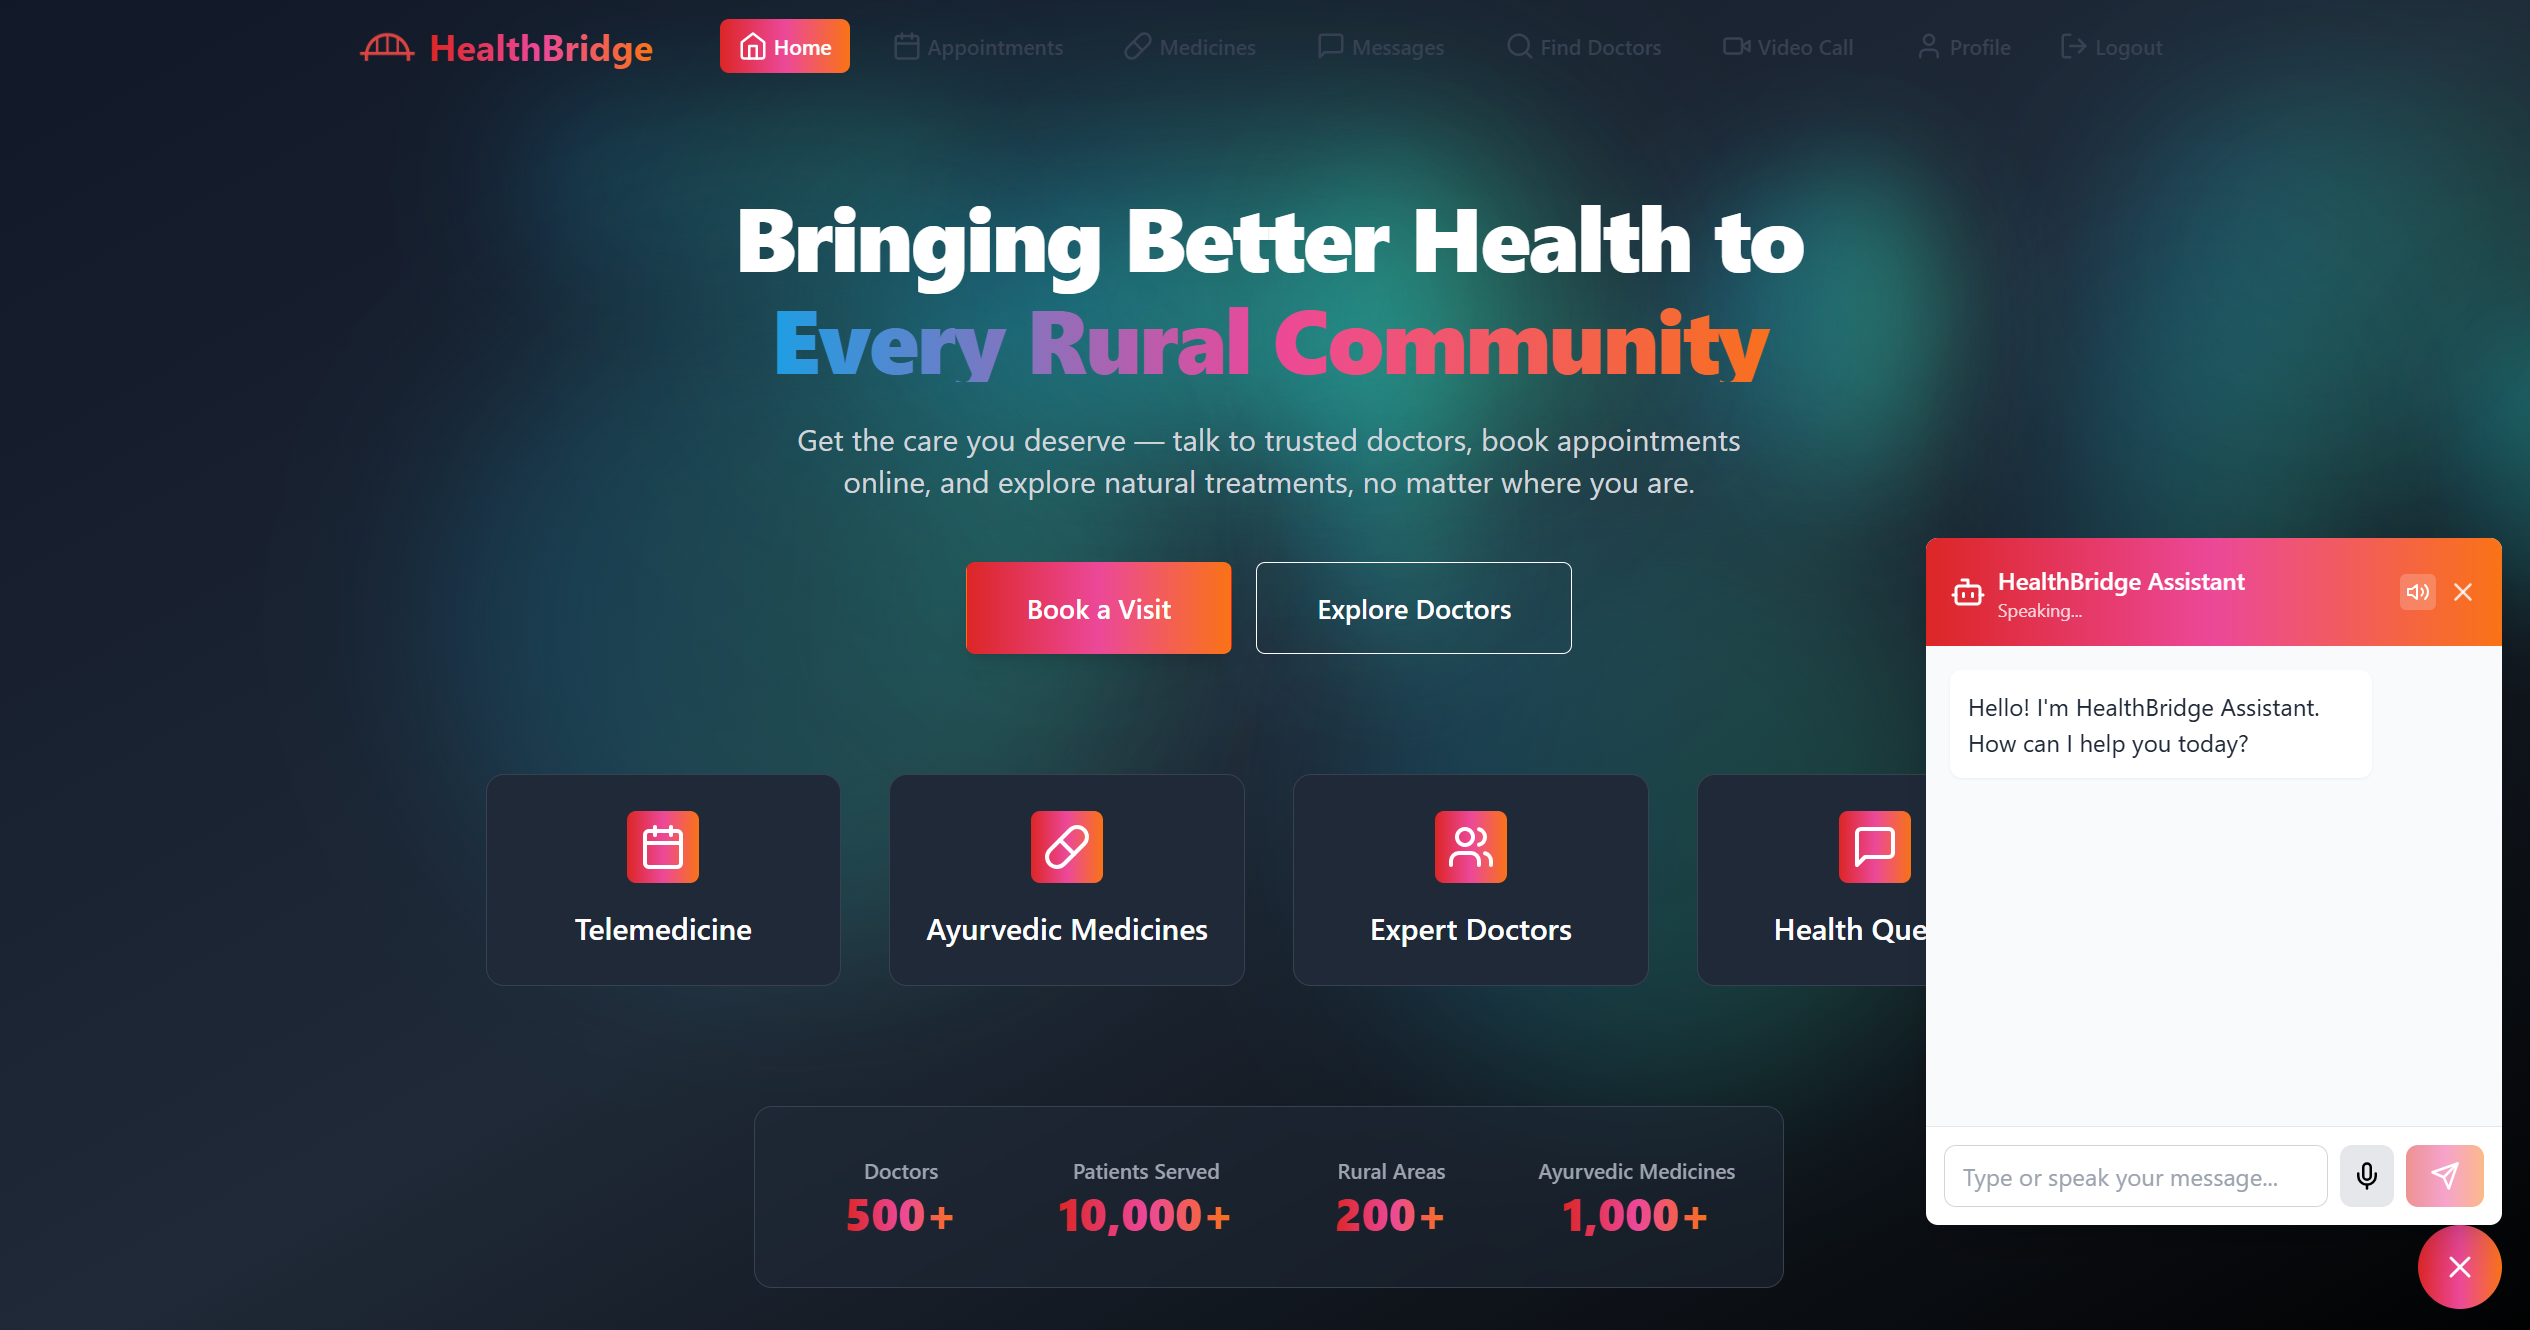 HealthBridge
Home
Appointments
Medicines
Messages
Find Doctors
Video Call
Profile
Logout
Bringing Better Health to
Every Rural Community
Get the care you deserve — talk to trusted doctors, book appointments
online, and explore natural treatments, no matter where you are.
Book a Visit
Explore Doctors
Telemedicine
Ayurvedic Medicines
Expert Doctors
Health Que
Doctors
500+
Patients Served
10,000+
Rural Areas
200+
Ayurvedic Medicines
1,000+
HealthBridge Assistant
Speaking...
Hello! I'm HealthBridge Assistant.
How can I help you today?
Type or speak your message...